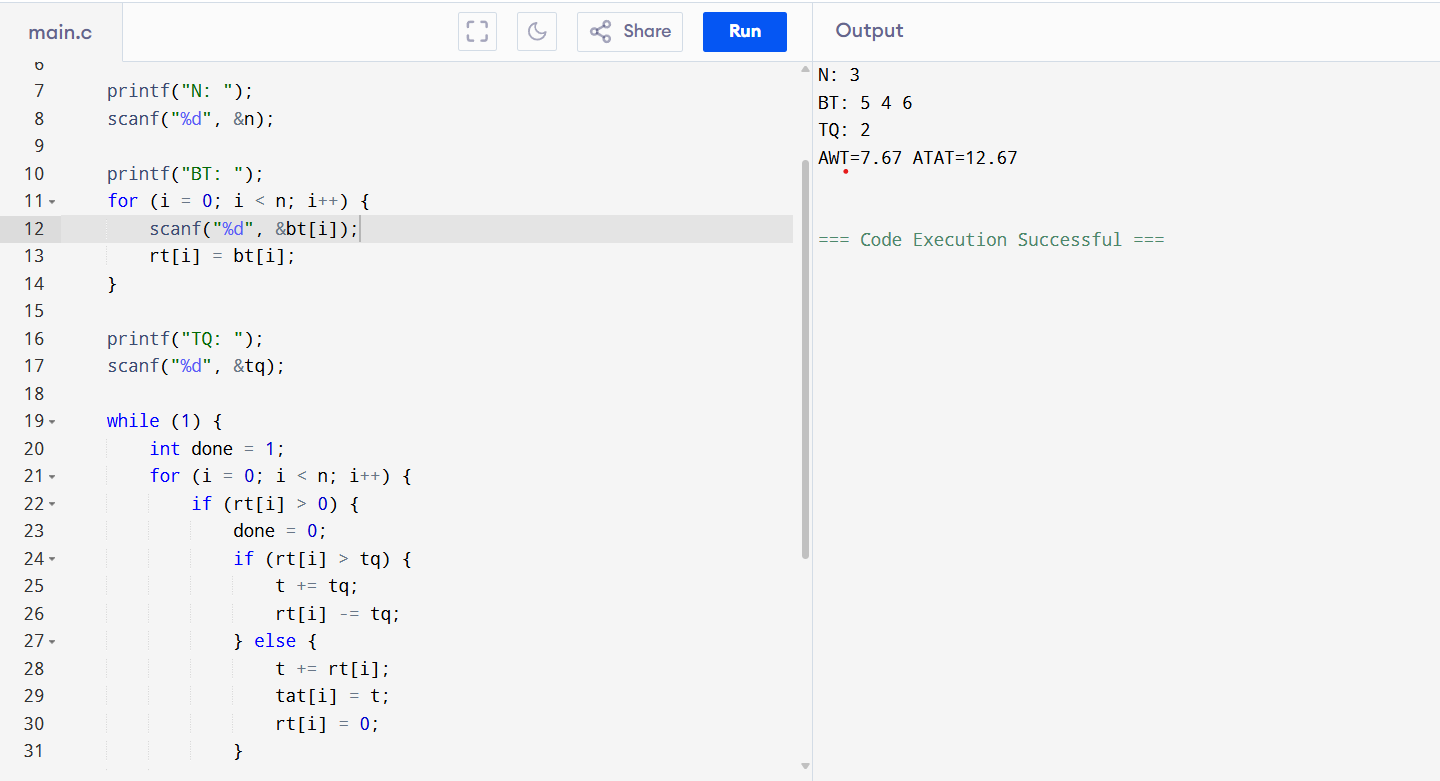 main.c
Share
Run
Output
6
7 printf("N: ");
8 scanf("%d", &n);
9
10 printf("BT: ");
11 for (i = 0; i < n; i++) {
12 scanf("%d", &bt[i]);
13 rt[i] = bt[i];
14 }
15
16 printf("TQ: ");
17 scanf("%d", &tq);
18
19 while (1) {
20 int done = 1;
21 for (i = 0; i < n; i++) {
22 if (rt[i] > 0) {
23 done = 0;
24 if (rt[i] > tq) {
25 t += tq;
26 rt[i] -= tq;
27 } else {
28 t += rt[i];
29 tat[i] = t;
30 rt[i] = 0;
31 }
N: 3
BT: 5 4 6
TQ: 2
AWT=7.67 ATAT=12.67
=== Code Execution Successful ===